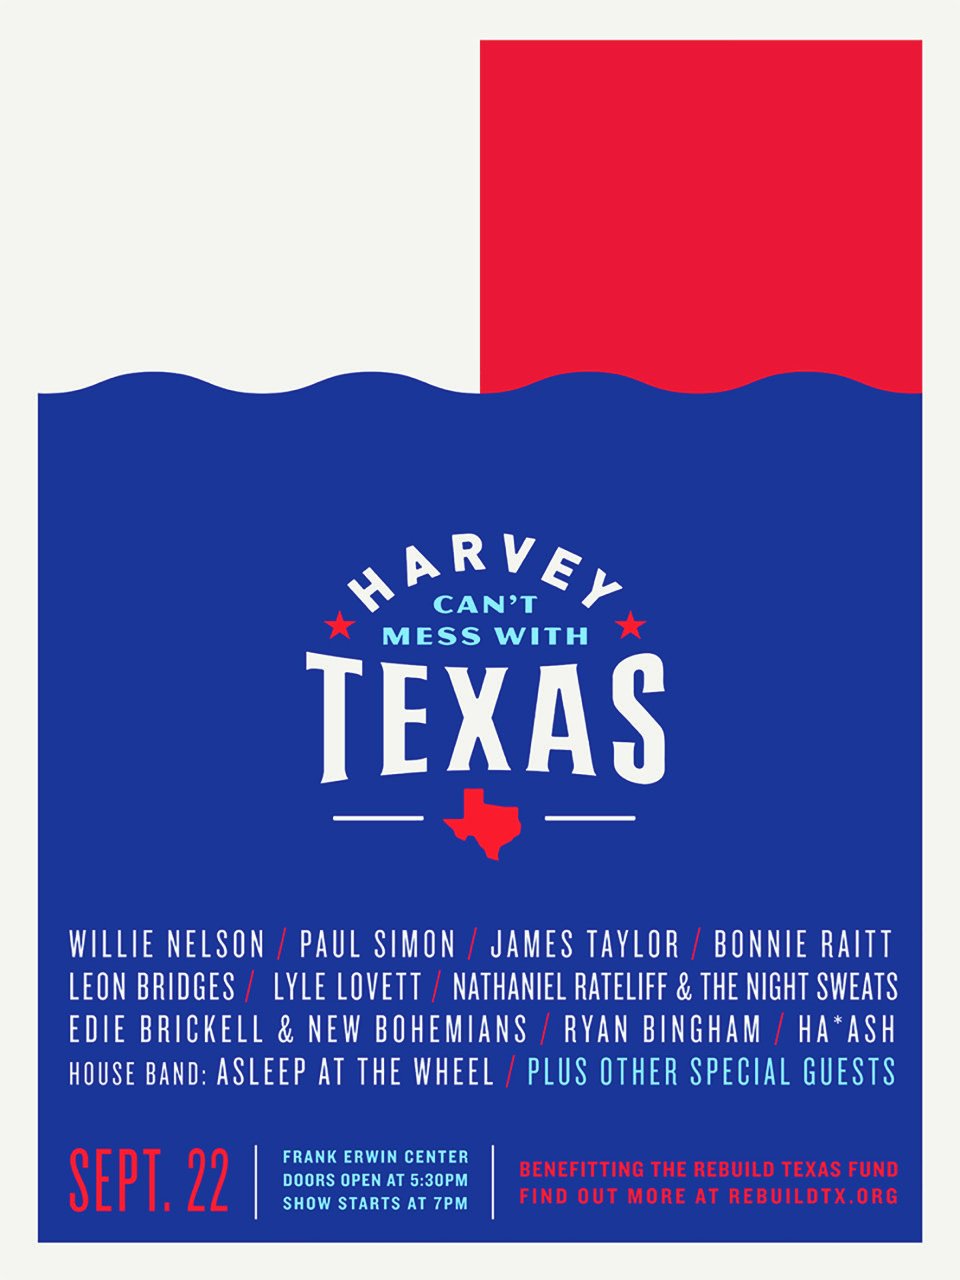 HARVEY
CAN'T
MESS WITH
TEXAS
WILLIE NELSON / PAUL SIMON / JAMES TAYLOR / BONNIE RAITT
LEON BRIDGES / LYLE LOVETT / NATHANIEL RATELIFF & THE NIGHT SWEATS
EDIE BRICKELL & NEW BOHEMIANS / RYAN BINGHAM / HA*ASH
HOUSE BAND: ASLEEP AT THE WHEEL / PLUS OTHER SPECIAL GUESTS
SEPT. 22
FRANK ERWIN CENTER
DOORS OPEN AT 5:30PM
SHOW STARTS AT 7PM
BENEFITTING THE REBUILD TEXAS FUND
FIND OUT MORE AT REBUILDTX.ORG